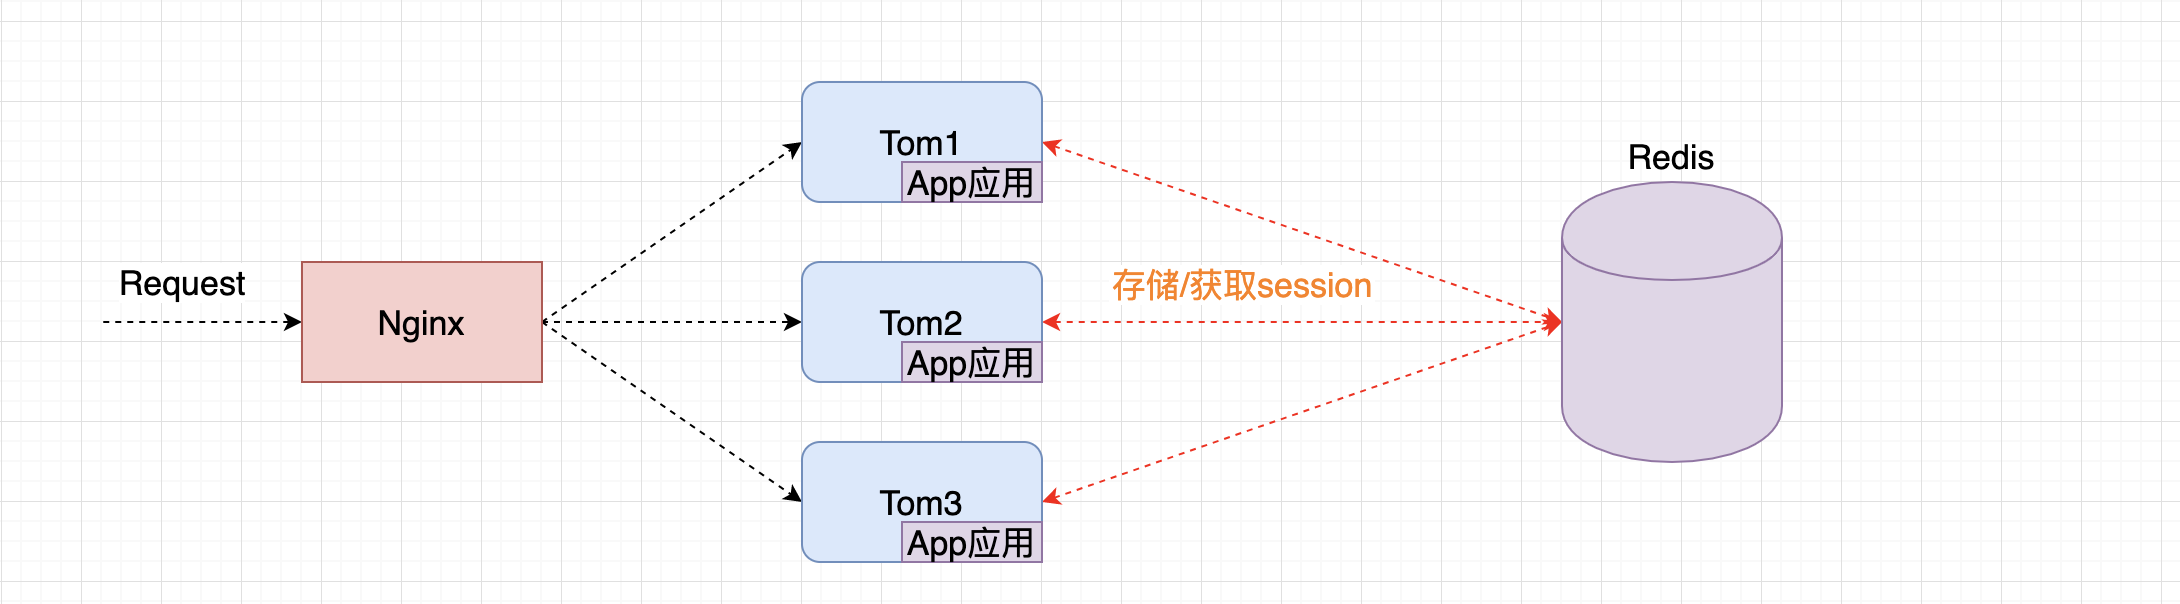 Request
Nginx
Tom1
App应用
Tom2
App应用
Tom3
App应用
存储/获取session
Redis